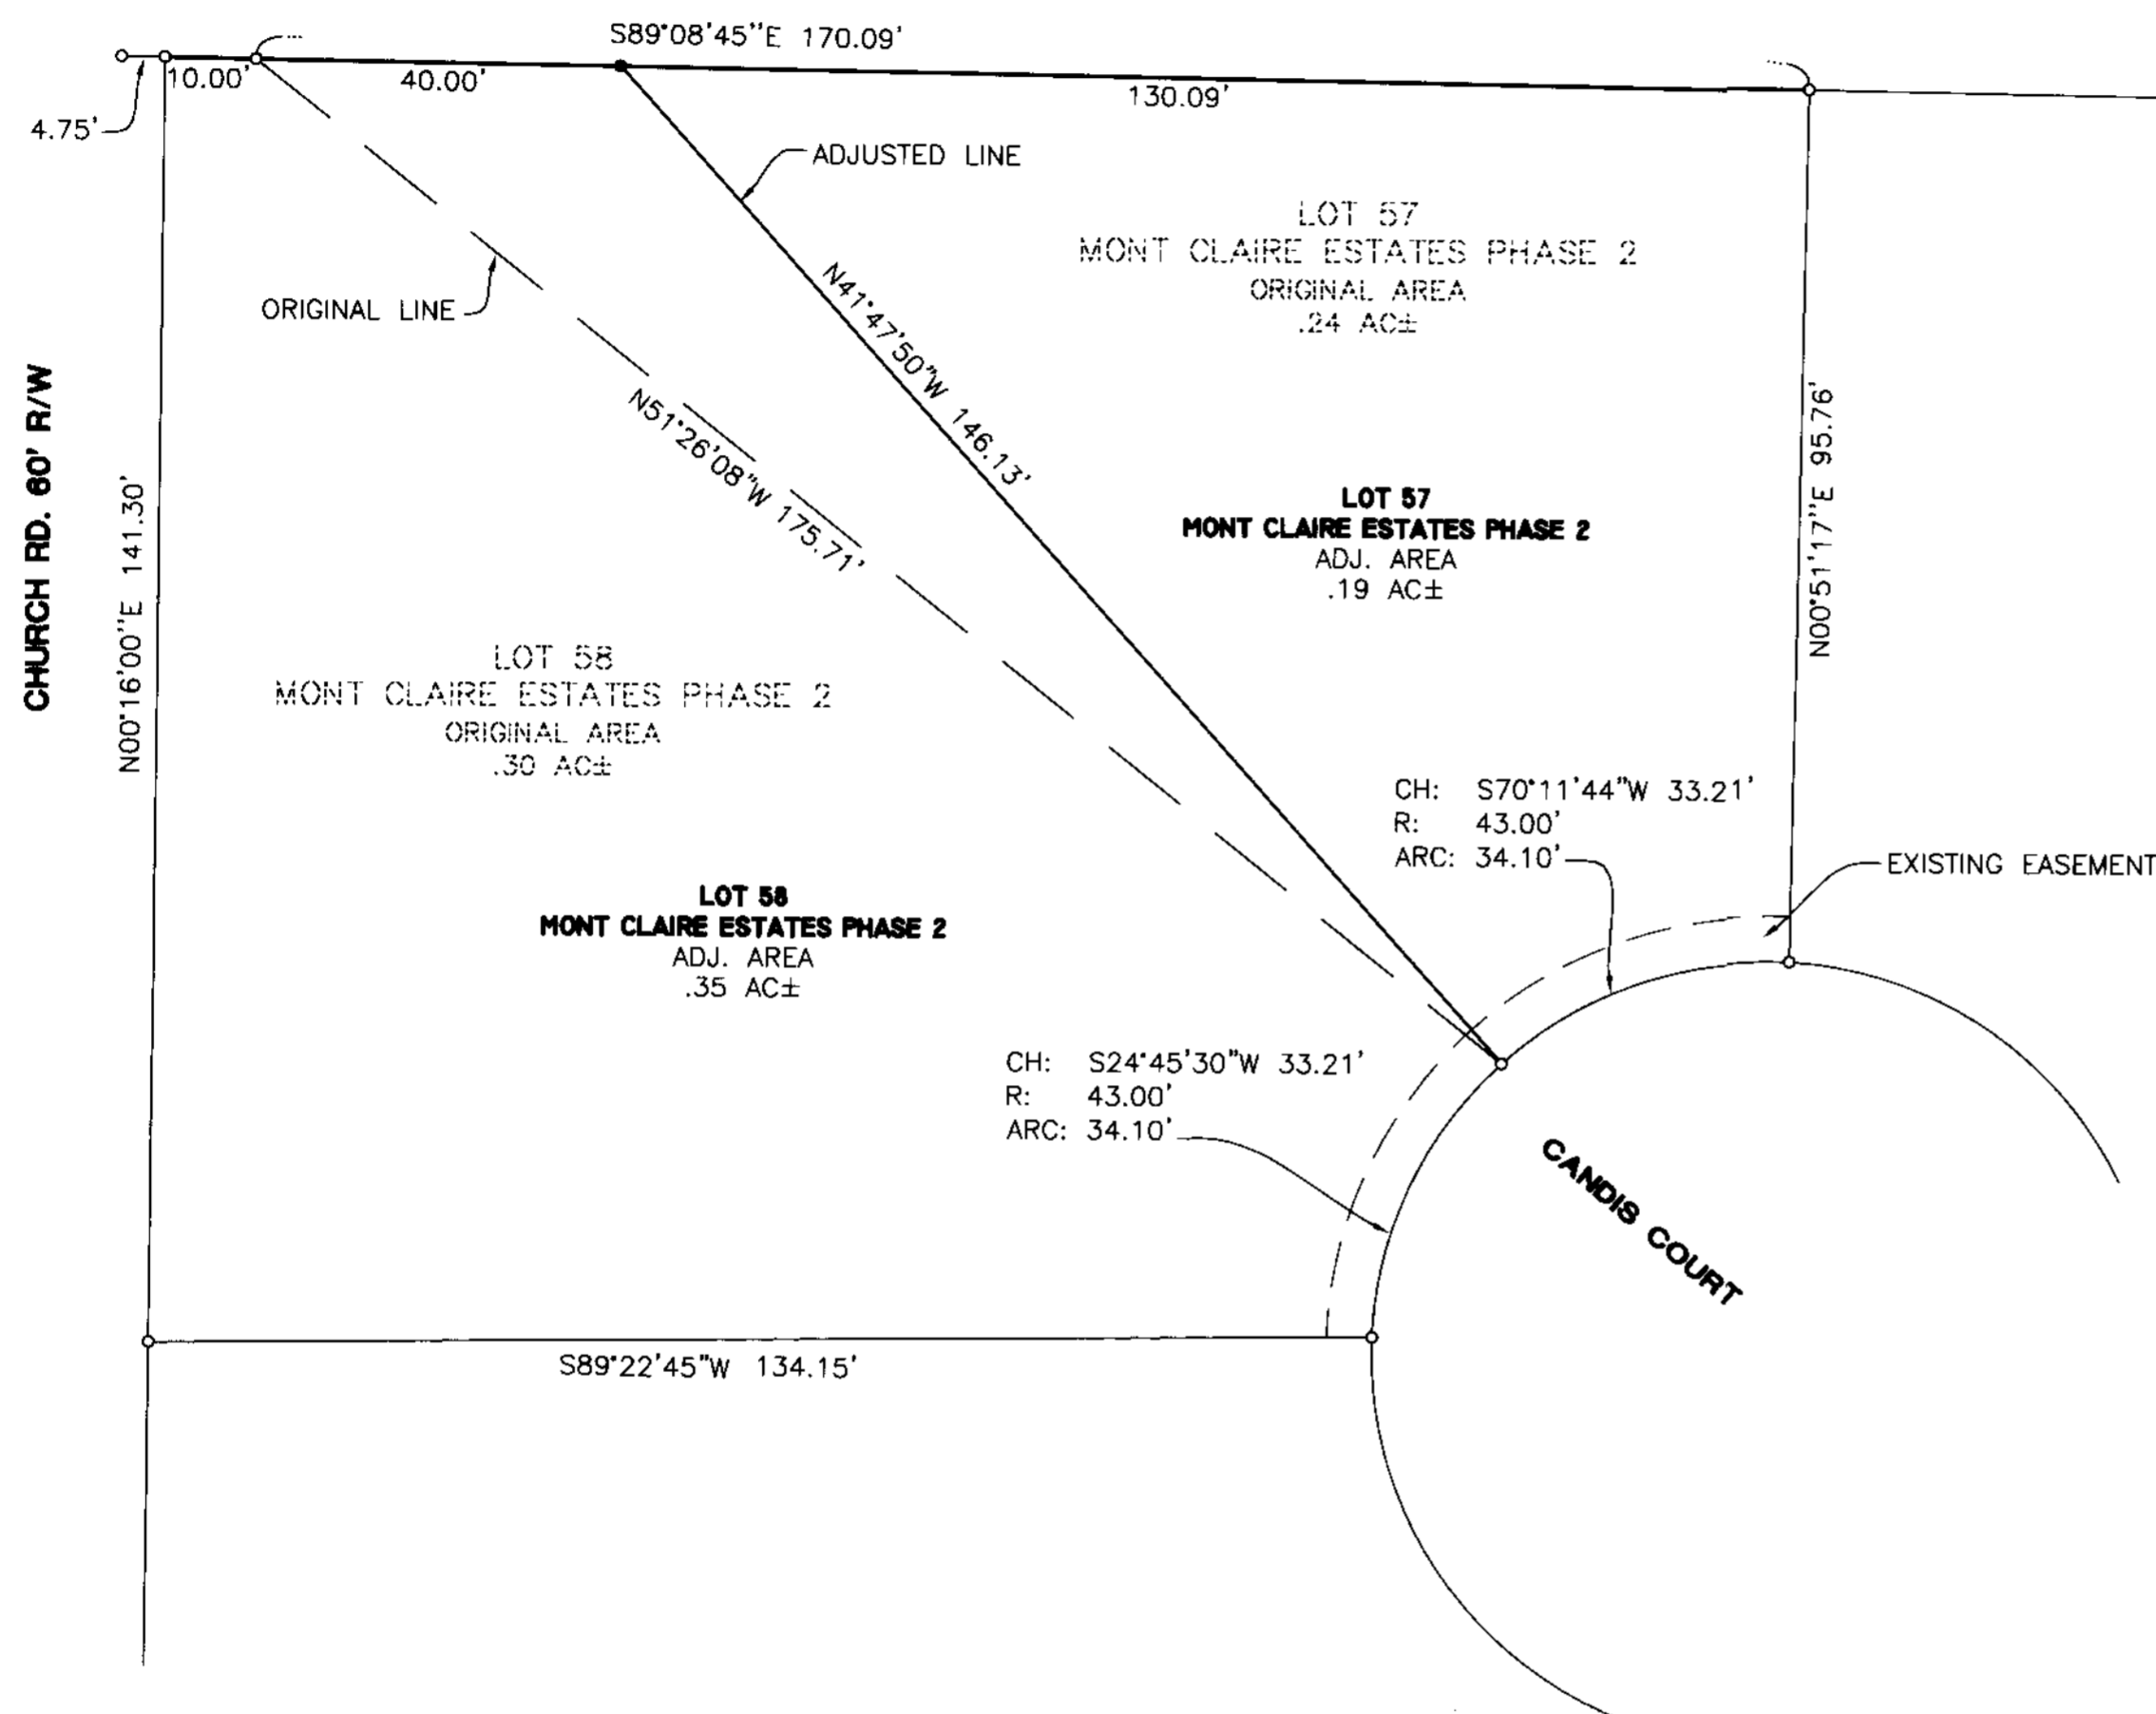 S89°08'45"E 170.09'
10.00'
40.00'
130.09'
4.75'
ADJUSTED LINE
LOT 57
MONT CLAIRE ESTATES PHASE 2
ORIGINAL AREA
.24 AC±
ORIGINAL LINE
N41°47'50"W 146.13'
N51°26'08"W 175.71'
CHURCH RD. 60' R/W
N00°16'00"E 141.30'
N00°51'17"E 95.76'
LOT 57
MONT CLAIRE ESTATES PHASE 2
ADJ. AREA
.19 AC±
LOT 58
MONT CLAIRE ESTATES PHASE 2
ORIGINAL AREA
.30 AC±
CH: S70°11'44"W 33.21'
R: 43.00'
ARC: 34.10'
EXISTING EASEMENT
LOT 58
MONT CLAIRE ESTATES PHASE 2
ADJ. AREA
.35 AC±
CH: S24°45'30"W 33.21'
R: 43.00'
ARC: 34.10'
CANDIS COURT
S89°22'45"W 134.15'